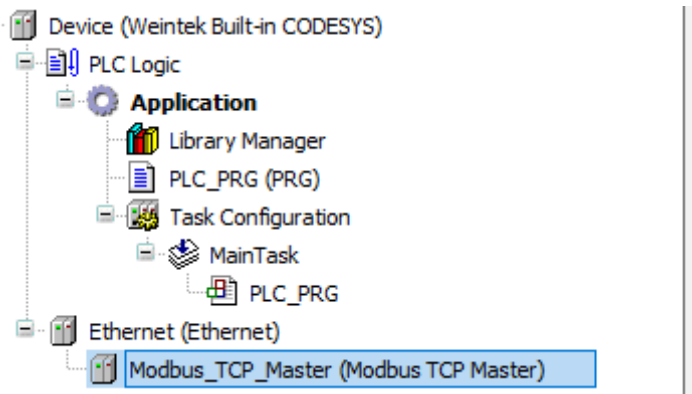 Device (Weintek Built-in CODESYS)
PLC Logic
Application
Library Manager
PLC_PRG (PRG)
Task Configuration
MainTask
PLC_PRG
Ethernet (Ethernet)
Modbus_TCP_Master (Modbus TCP Master)